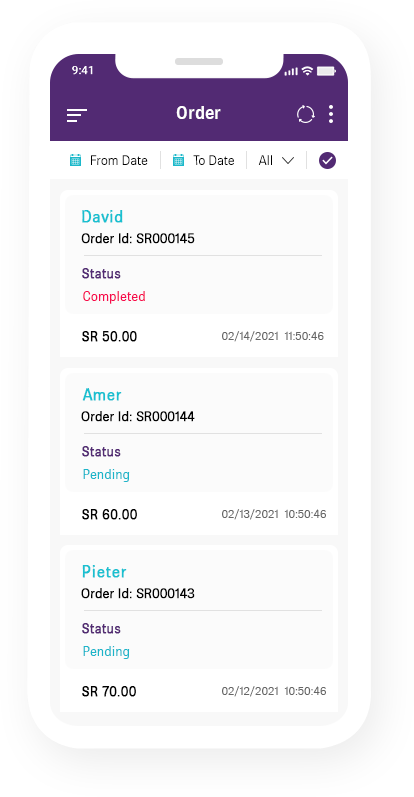 9:41
Order
From Date To Date All
David
Order Id: SR000145
Status
Completed
SR 50.00 02/14/2021 11:50:46
Amer
Order Id: SR000144
Status
Pending
SR 60.00 02/13/2021 10:50:46
Pieter
Order Id: SR000143
Status
Pending
SR 70.00 02/12/2021 10:50:46